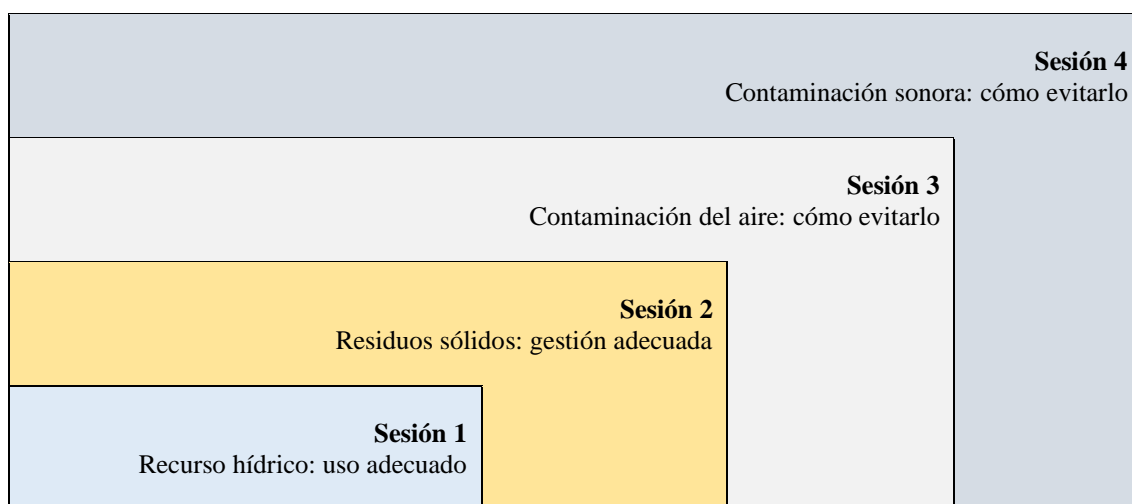 Sesión 4
Contaminación sonora: cómo evitarlo
Sesión 3
Contaminación del aire: cómo evitarlo
Sesión 2
Residuos sólidos: gestión adecuada
Sesión 1
Recurso hídrico: uso adecuado